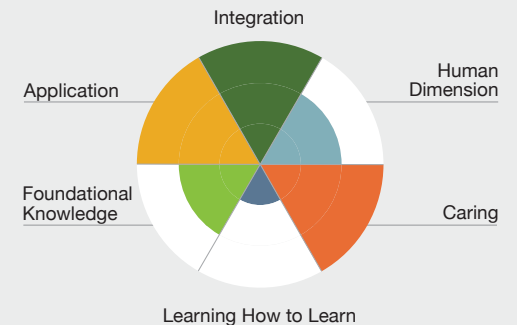 Integration
Application
Human
Dimension
Foundational
Knowledge
Caring
Learning How to Learn